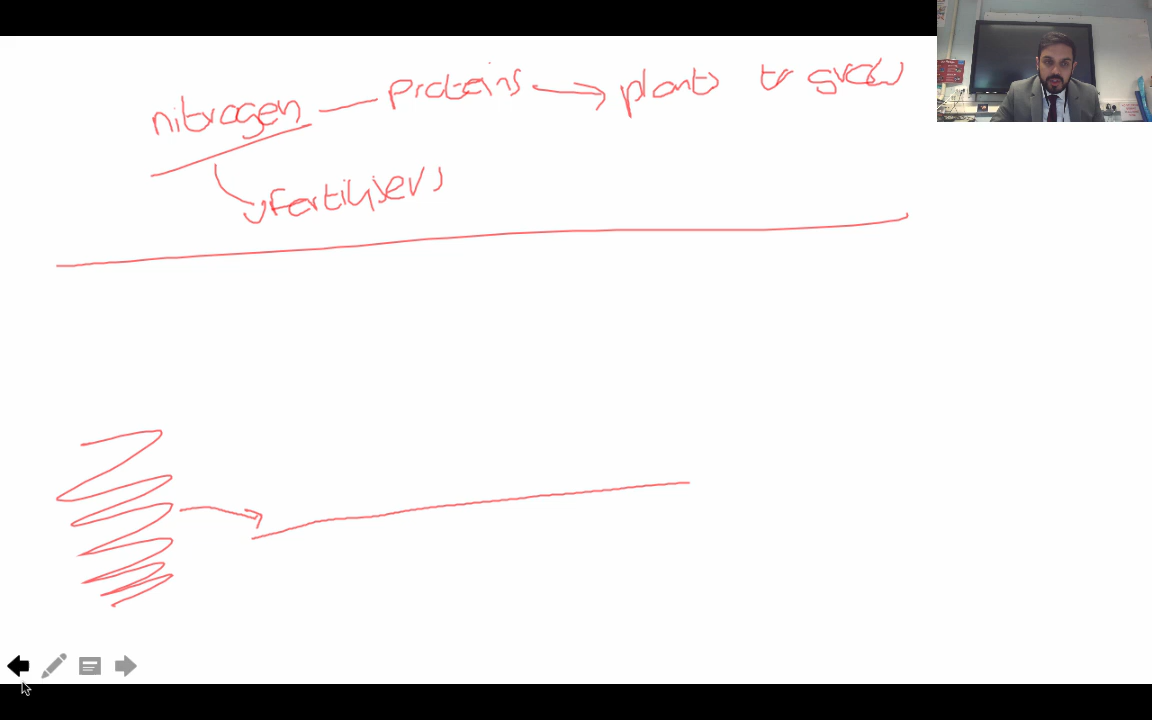 nitrogen — proteins → plants to grow
fertilisers